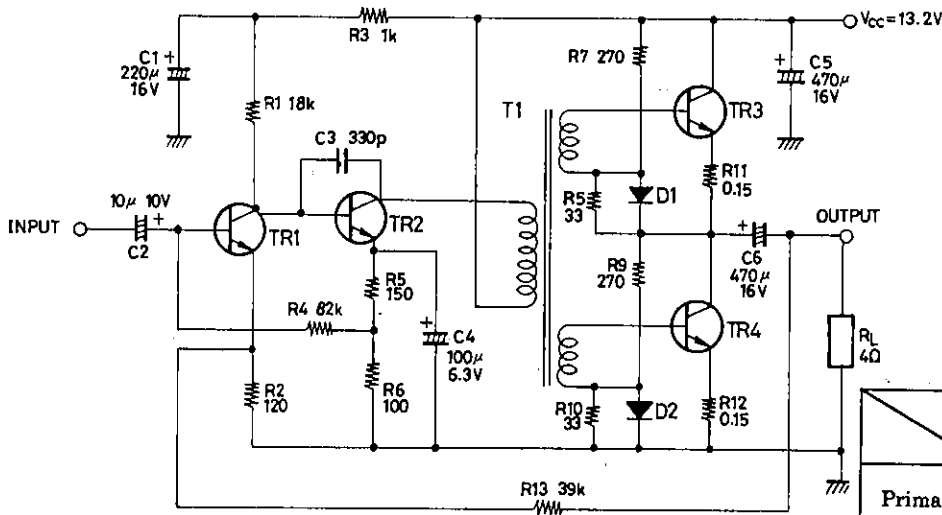 R3 1k
VCC=13.2V
C1 +
220μ
16V
R7 270
+ C5
470μ
16V
R1 18k
T1
TR3
C3 330p
R11
0.15
10μ 10V
+
INPUT
C2
TR1
TR2
R5
33
D1
+
C6
470μ
16V
OUTPUT
R5
150
R9
270
R4 82k
+
C4
100μ
6.3V
TR4
RL
4Ω
R2
120
R6
100
R10
33
D2
R12
0.15
R13 39k
Prima